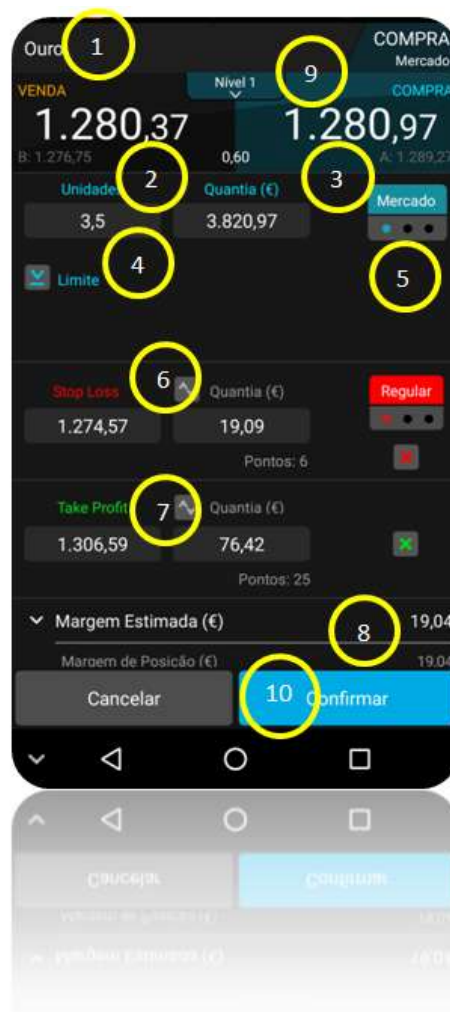 Ouro 1 COMPRA
Mercado
9
VENDA Nível 1 COMPRA
1.280,37 1.280,97
B: 1.276,75 0,60 A: 1.289,27
2 3
Unidades Quantia (€) Mercado
3,5 3.820,97
4 5
Limite
6
Stop Loss Quantia (€) Regular
1.274,57 19,09
Pontos: 6
7
Take Profit Quantia (€)
1.306,59 76,42
Pontos: 25
Margem Estimada (€) 8 19,04
Margem de Posição (€) 19,04
Cancelar 10 Confirmar